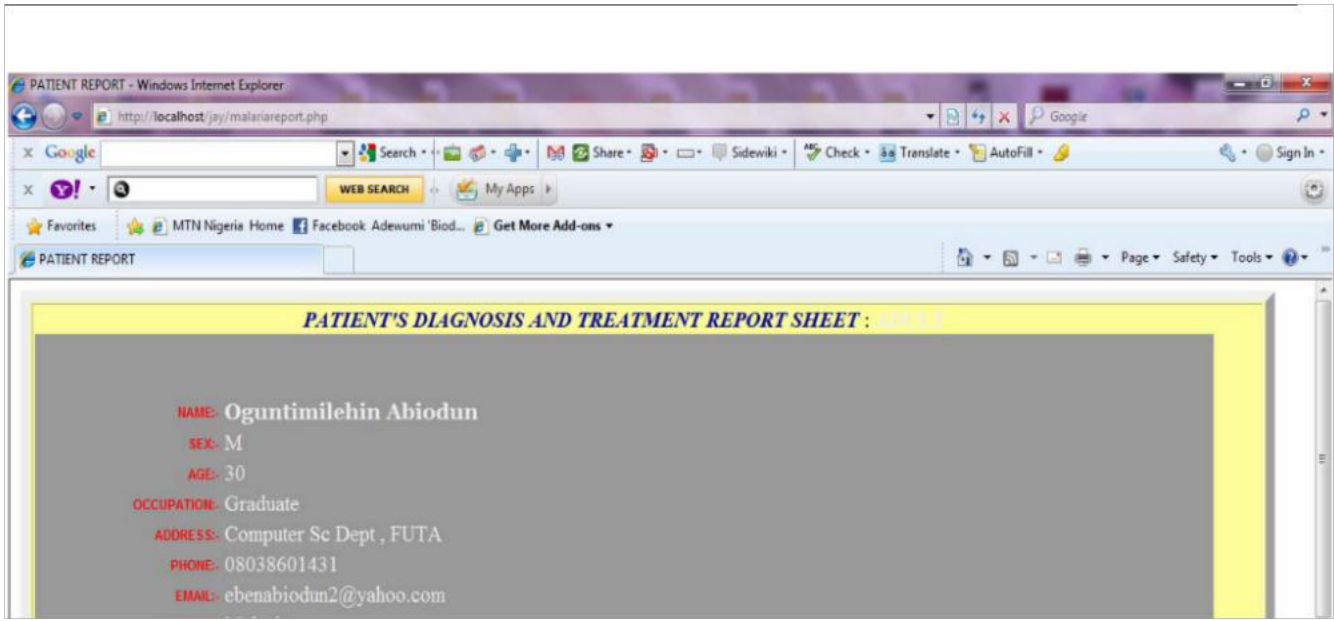 PATIENT REPORT - Windows Internet Explorer
http://localhost/jay/malariareport.php Google
x Google Search Share Sidewiki Check Translate AutoFill Sign In
x Y! WEB SEARCH My Apps
Favorites MTN Nigeria Home Facebook Adewumi 'Biod... Get More Add-ons
PATIENT REPORT Page Safety Tools
PATIENT'S DIAGNOSIS AND TREATMENT REPORT SHEET :
NAME:- Oguntimilehin Abiodun
SEX:- M
AGE:- 30
OCCUPATION:- Graduate
ADDRESS:- Computer Sc Dept , FUTA
PHONE:- 08038601431
EMAIL:- ebenabiodun2@yahoo.com